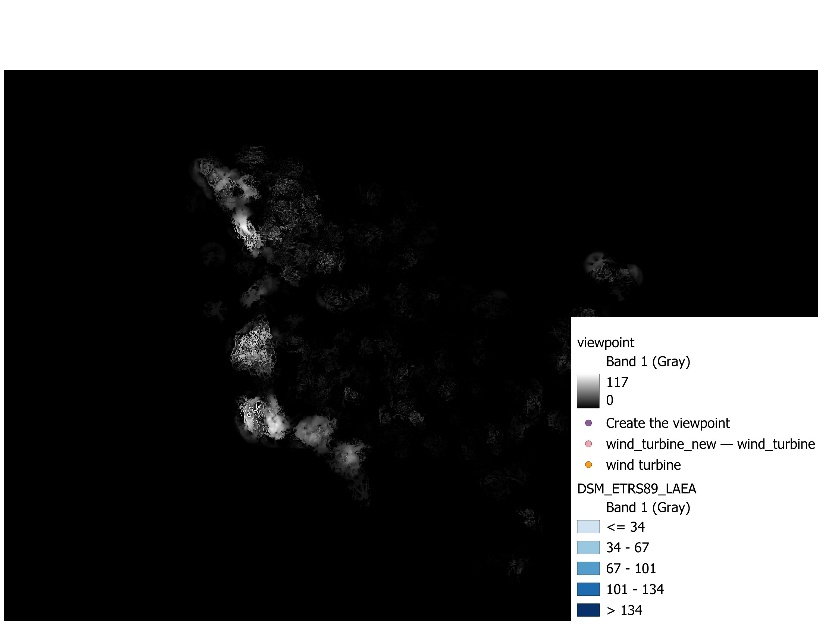 viewpoint
Band 1 (Gray)
117
0
Create the viewpoint
wind_turbine_new — wind_turbine
wind turbine
DSM_ETRS89_LAEA
Band 1 (Gray)
<= 34
34 - 67
67 - 101
101 - 134
> 134